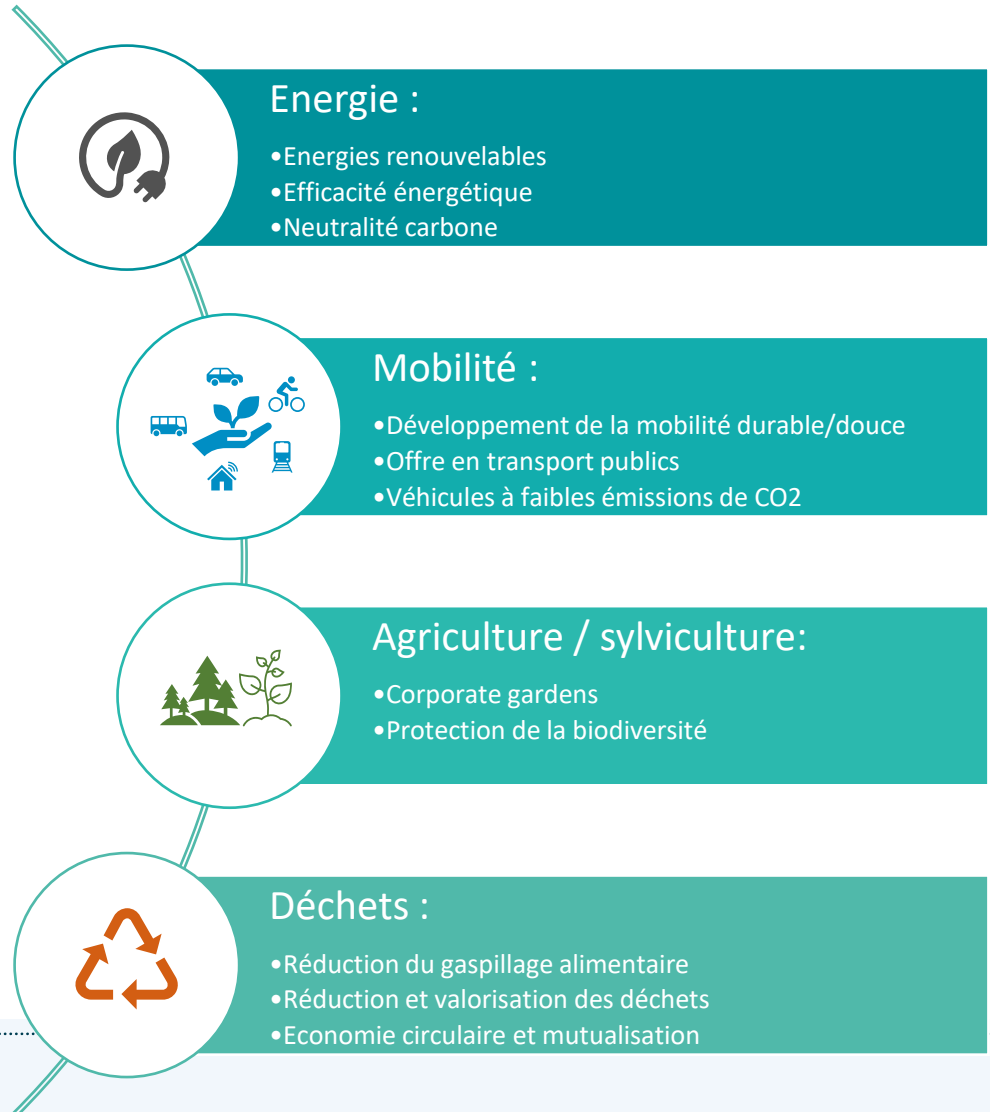 Energie :
•Energies renouvelables
•Efficacité énergétique
•Neutralité carbone
Mobilité :
•Développement de la mobilité durable/douce
•Offre en transport publics
•Véhicules à faibles émissions de CO2
Agriculture / sylviculture:
•Corporate gardens
•Protection de la biodiversité
Déchets :
•Réduction du gaspillage alimentaire
•Réduction et valorisation des déchets
•Economie circulaire et mutualisation